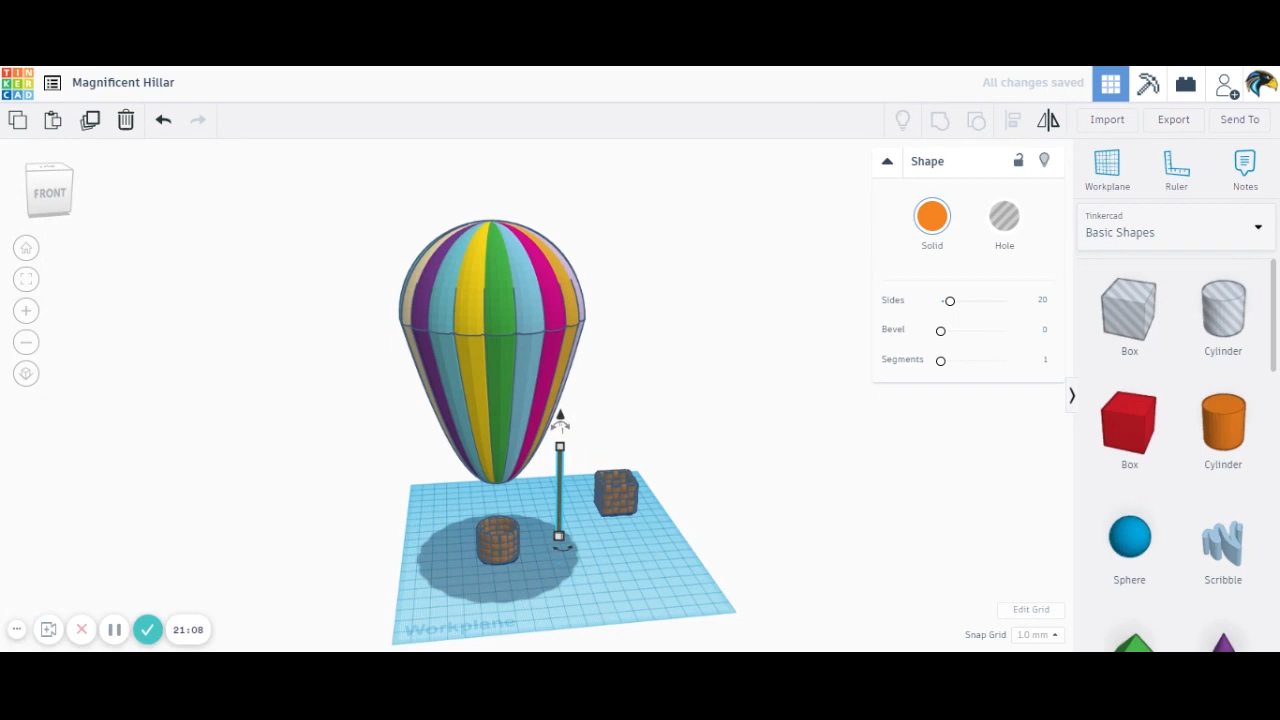 TIN
KER
CAD
Magnificent Hillar
All changes saved
Import
Export
Send To
FRONT
Shape
Workplane
Ruler
Notes
Solid
Hole
Tinkercad
Basic Shapes
Sides
20
Bevel
0
Segments
1
Box
Cylinder
Box
Cylinder
Sphere
Scribble
Workplane
Edit Grid
Snap Grid
1.0 mm
21:08